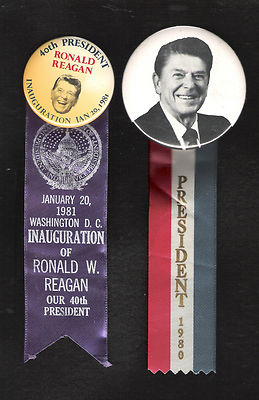 40th PRESIDENT
RONALD
REAGAN
INAUGURATION JAN 20, 1981
JANUARY 20,
1981
WASHINGTON D.C.
INAUGURATION
OF
RONALD W.
REAGAN
OUR 40th
PRESIDENT
PRESIDENT 1980